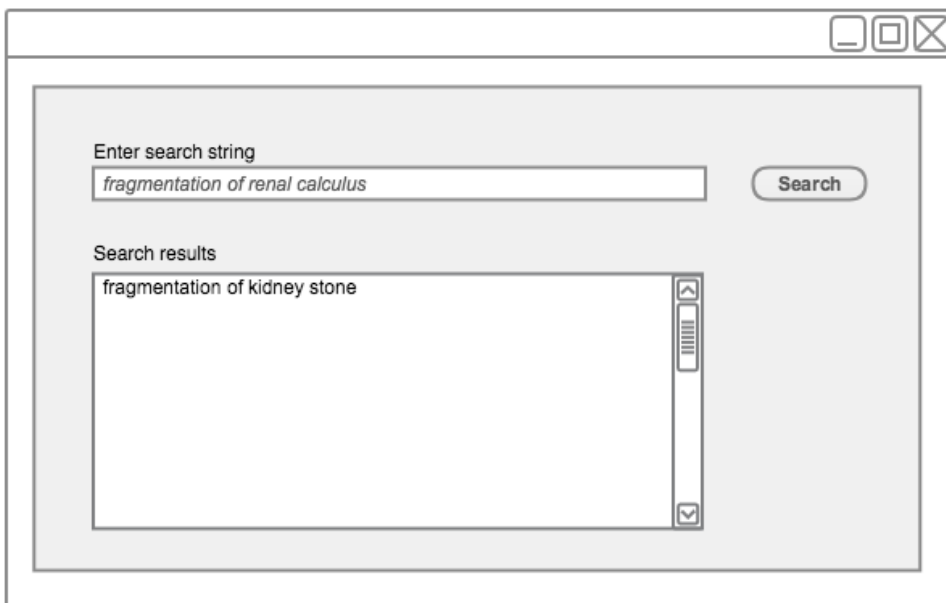 Enter search string
fragmentation of renal calculus
Search
Search results
fragmentation of kidney stone